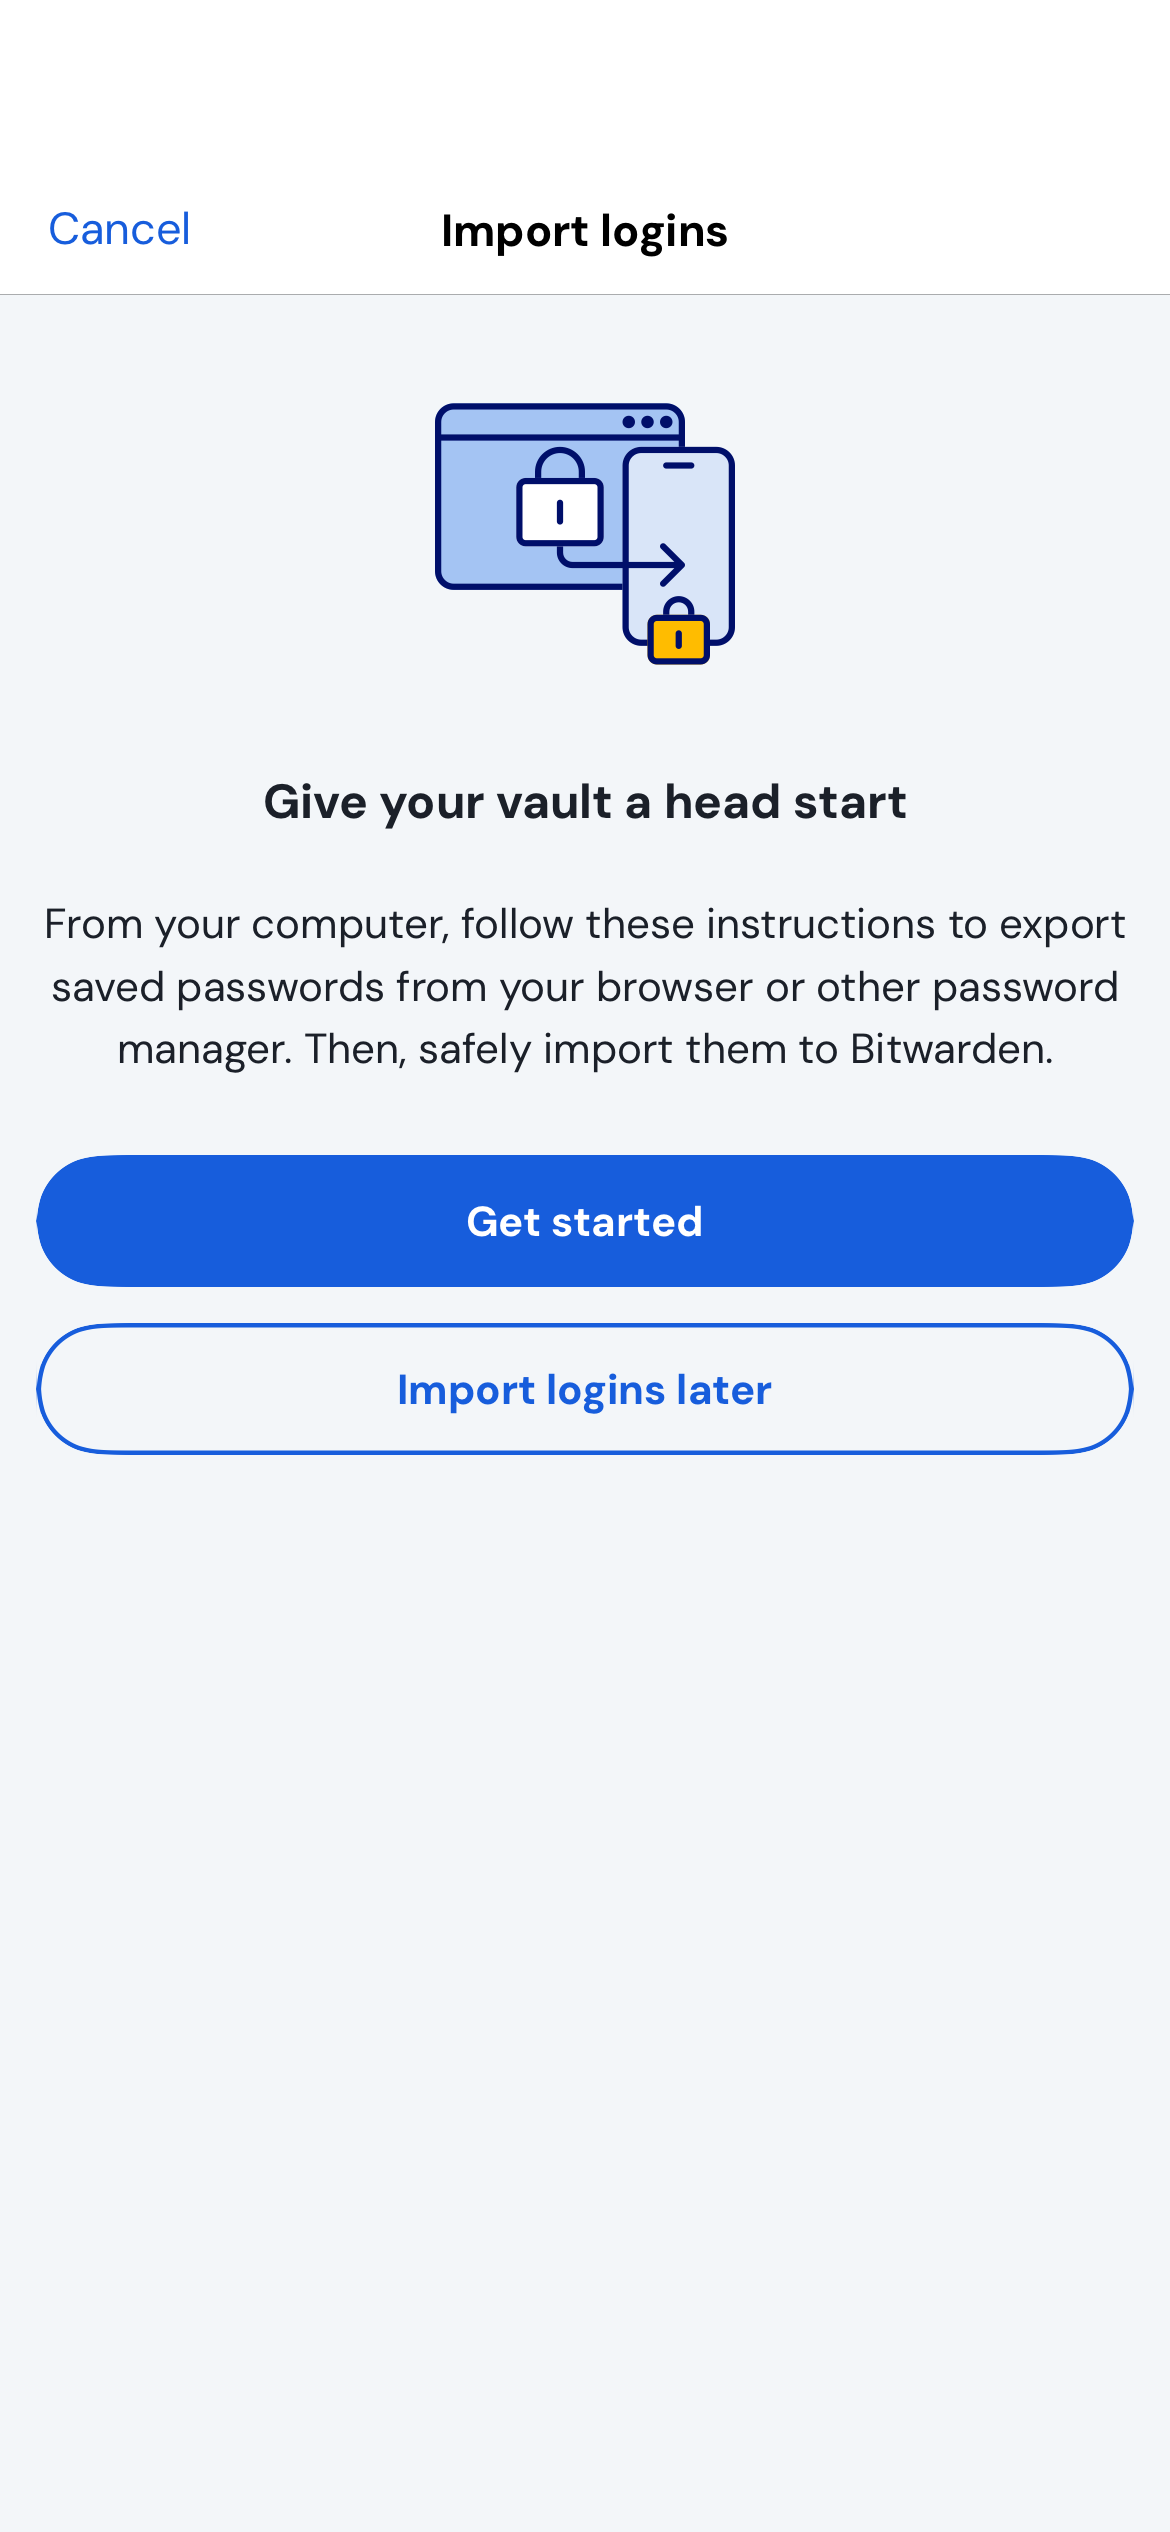 Cancel
Import logins
Give your vault a head start
From your computer, follow these instructions to export
saved passwords from your browser or other password
manager. Then, safely import them to Bitwarden.
Get started
Import logins later